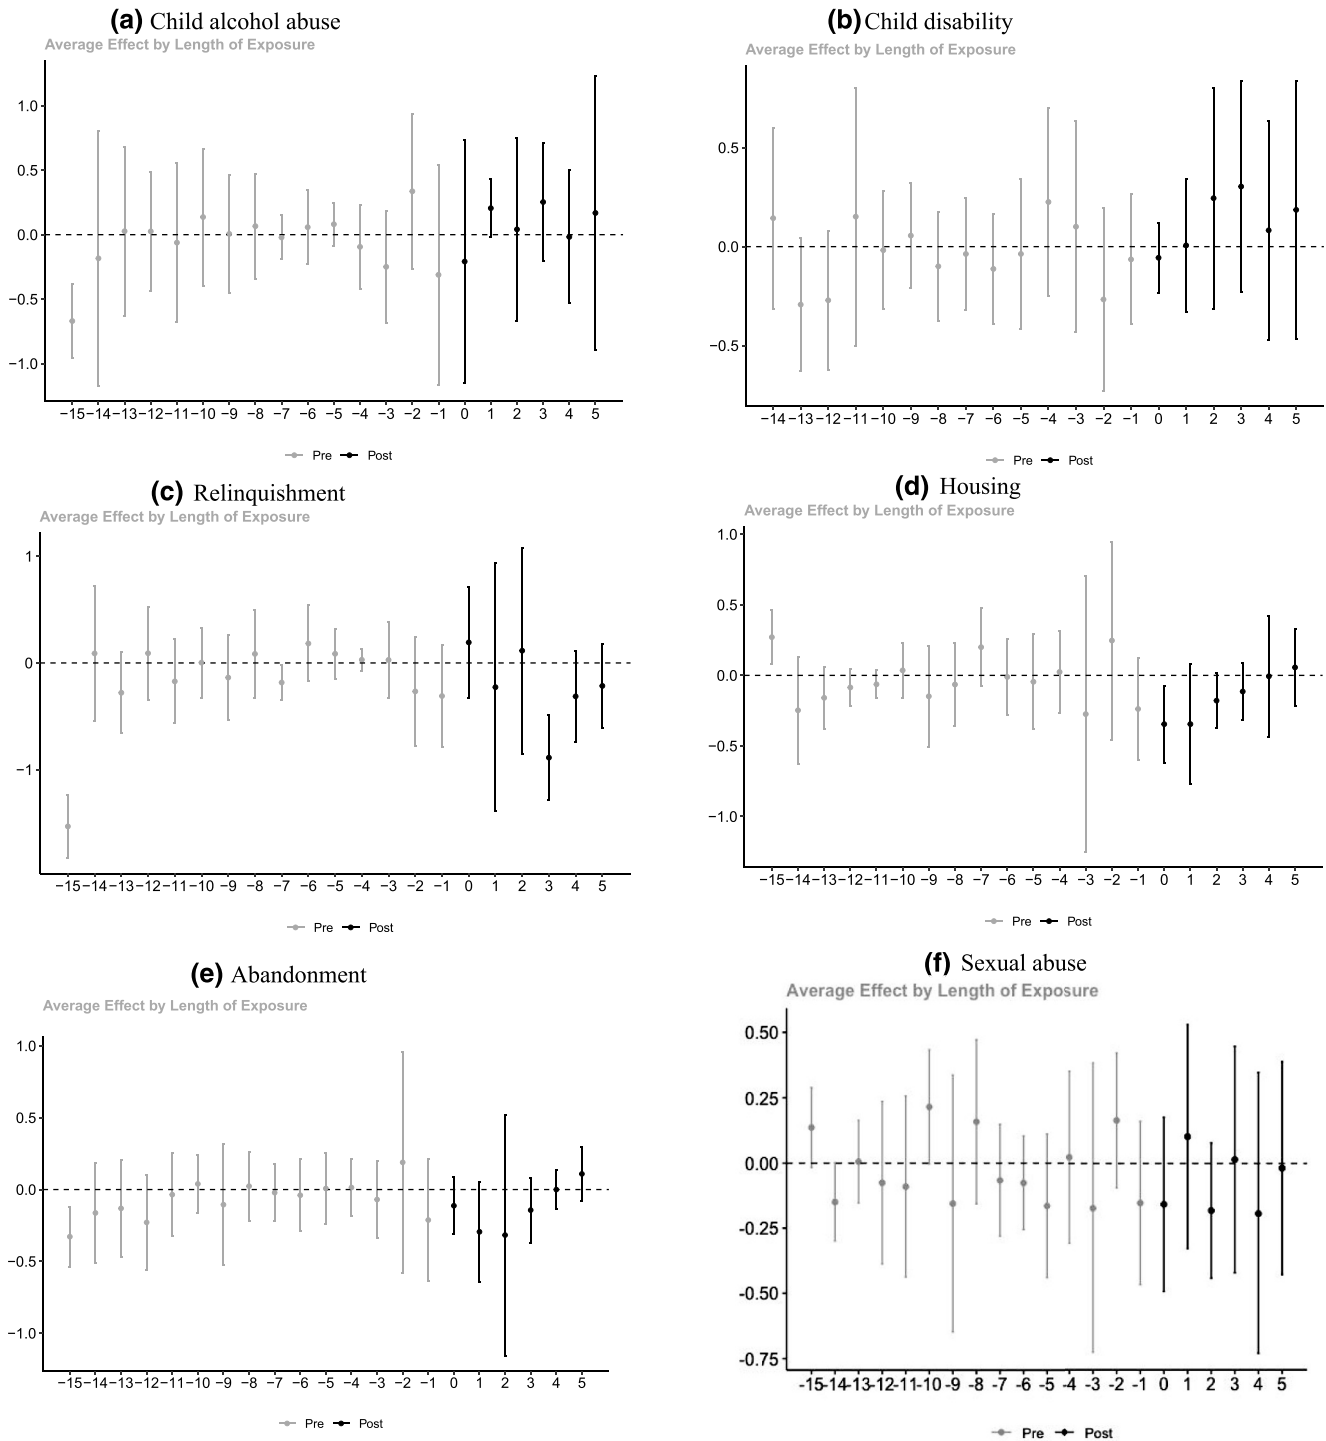 (a) Child alcohol abuse
Average Effect by Length of Exposure
1.0
0.5
0.0
−0.5
−1.0
−15 −14 −13 −12 −11 −10 −9 −8 −7 −6 −5 −4 −3 −2 −1 0 1 2 3 4 5
Pre Post
(b) Child disability
Average Effect by Length of Exposure
0.5
0.0
−0.5
−14 −13 −12 −11 −10 −9 −8 −7 −6 −5 −4 −3 −2 −1 0 1 2 3 4 5
Pre Post
(c) Relinquishment
Average Effect by Length of Exposure
1
0
−1
−15 −14 −13 −12 −11 −10 −9 −8 −7 −6 −5 −4 −3 −2 −1 0 1 2 3 4 5
Pre Post
(d) Housing
Average Effect by Length of Exposure
1.0
0.5
0.0
−0.5
−1.0
−15 −14 −13 −12 −11 −10 −9 −8 −7 −6 −5 −4 −3 −2 −1 0 1 2 3 4 5
Pre Post
(e) Abandonment
Average Effect by Length of Exposure
1.0
0.5
0.0
−0.5
−1.0
−15 −14 −13 −12 −11 −10 −9 −8 −7 −6 −5 −4 −3 −2 −1 0 1 2 3 4 5
Pre Post
(f) Sexual abuse
Average Effect by Length of Exposure
0.50
0.25
0.00
-0.25
-0.50
-0.75
-15 -14 -13 -12 -11 -10 -9 -8 -7 -6 -5 -4 -3 -2 -1 0 1 2 3 4 5
Pre Post